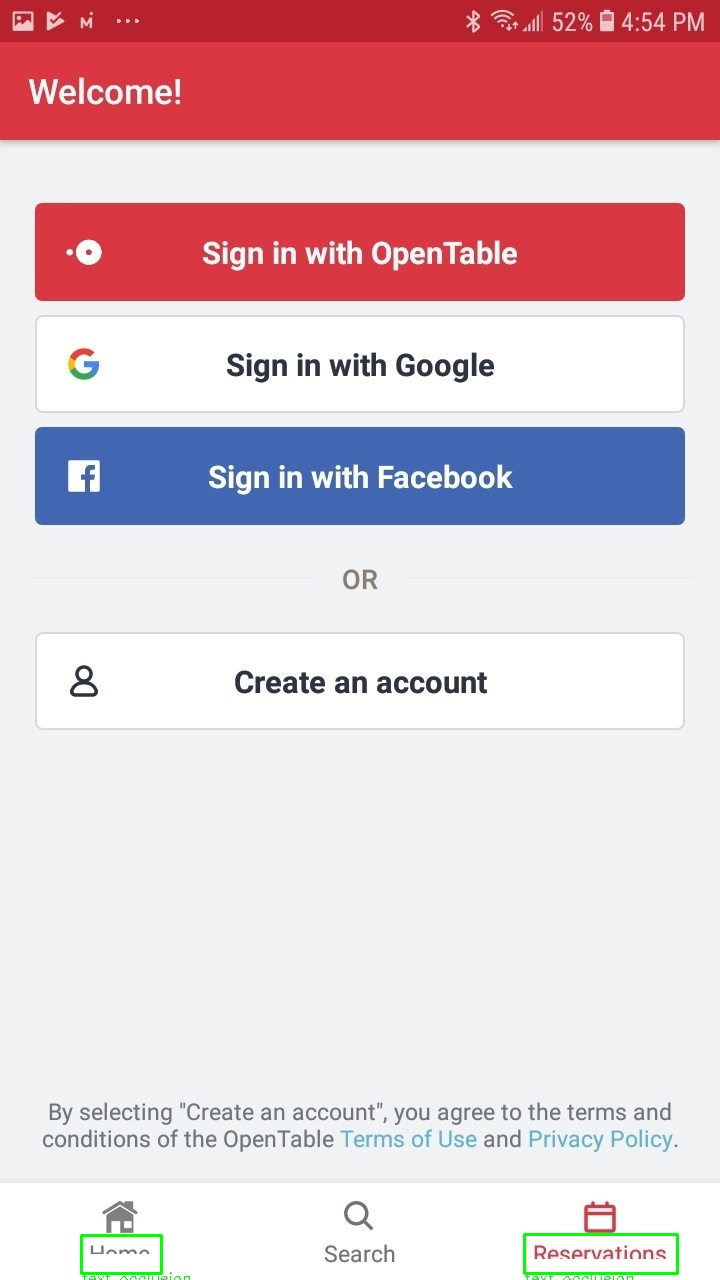 52% 4:54 PM
Welcome!
Sign in with OpenTable
Sign in with Google
Sign in with Facebook
OR
Create an account
By selecting "Create an account", you agree to the terms and
conditions of the OpenTable Terms of Use and Privacy Policy.
Home Search Reservations
text occlusion text occlusion